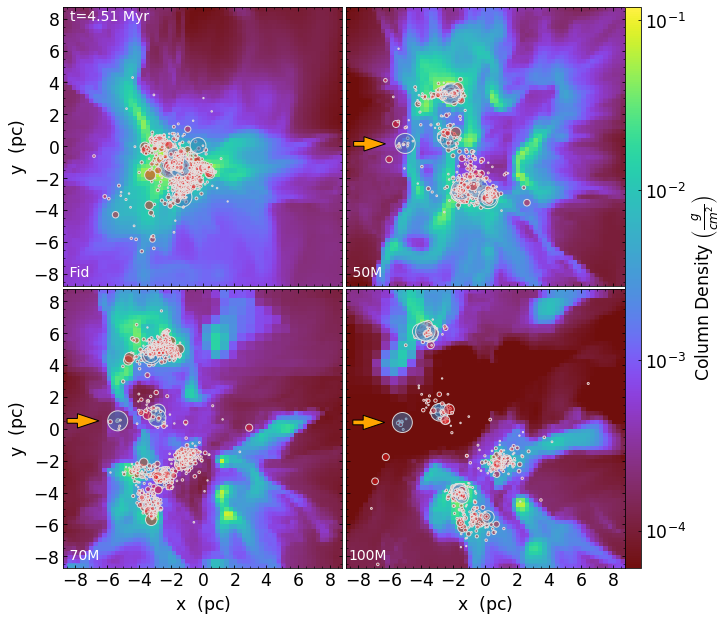 t=4.51 Myr
Fid
50M
70M
100M
8
6
4
2
0
−2
−4
−6
−8
y (pc)
8
6
4
2
0
−2
−4
−6
−8
y (pc)
−8 −6 −4 −2 0 2 4 6 8
x (pc)
−8 −6 −4 −2 0 2 4 6 8
x (pc)
10⁻¹
10⁻²
10⁻³
10⁻⁴
Column Density (g/cm²)